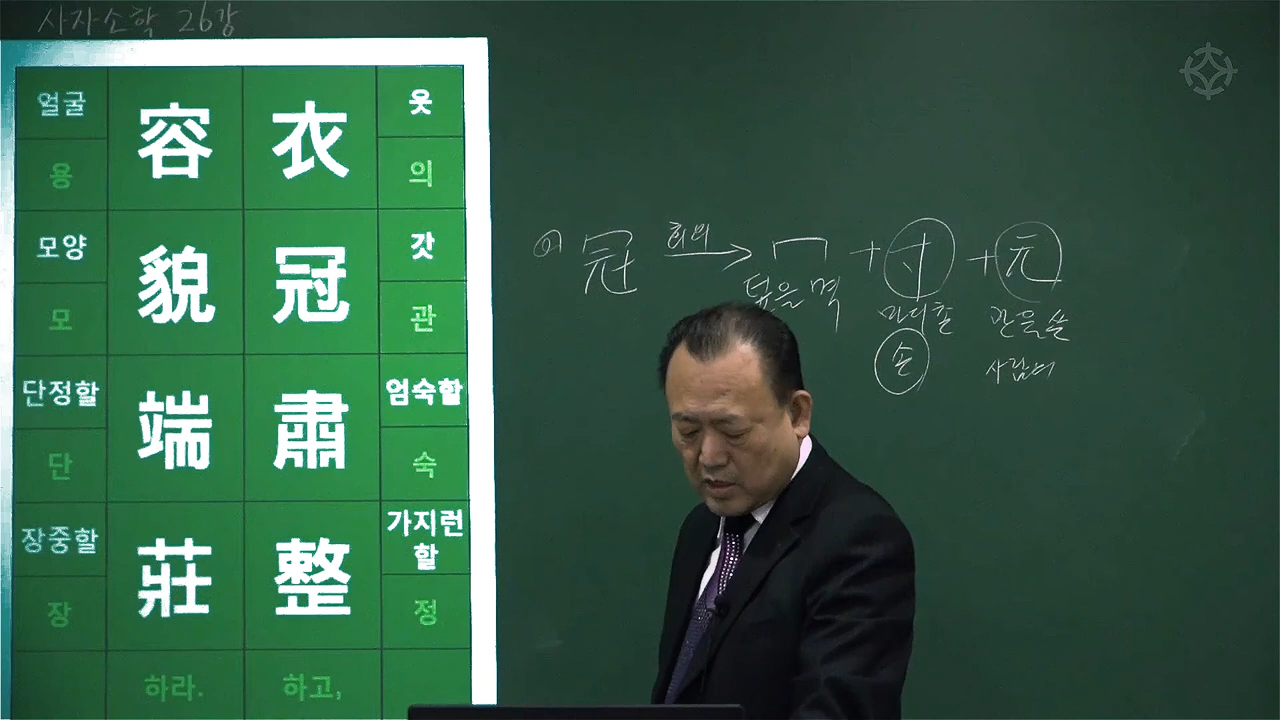 사자소학 26강
얼굴 容 衣 옷
용 의
모양 貌 冠 갓
모 관
단정할 端 肅 엄숙할
단 숙
장중할 莊 整 가지런
할
장 정
하라. 하고,
冠 회의 → 冖 + 寸 + 元
덮을 멱 마디촌 관을 쓸
손 사람의